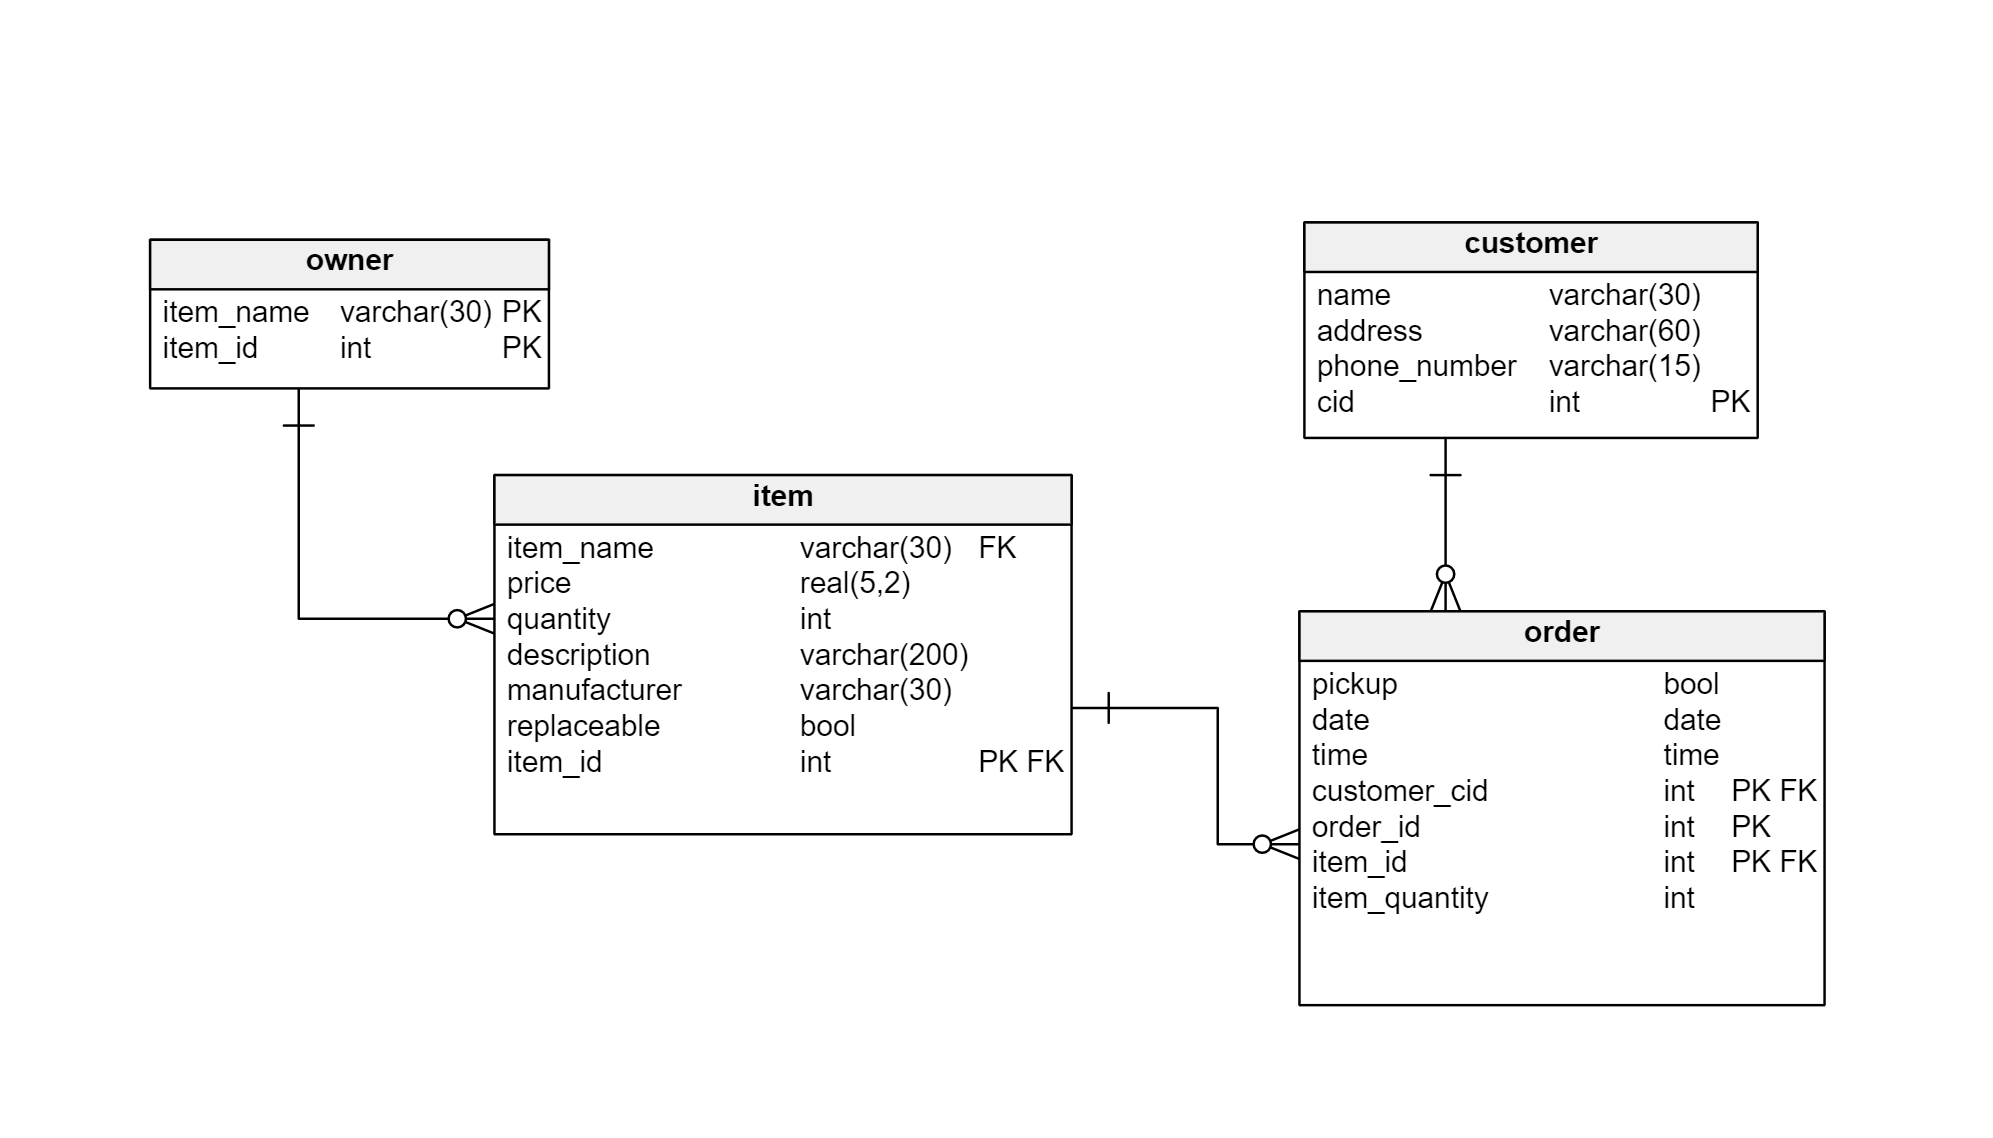 owner
item_name varchar(30) PK
item_id int PK
customer
name varchar(30)
address varchar(60)
phone_number varchar(15)
cid int PK
item
item_name varchar(30) FK
price real(5,2)
quantity int
description varchar(200)
manufacturer varchar(30)
replaceable bool
item_id int PK FK
order
pickup bool
date date
time time
customer_cid int PK FK
order_id int PK
item_id int PK FK
item_quantity int